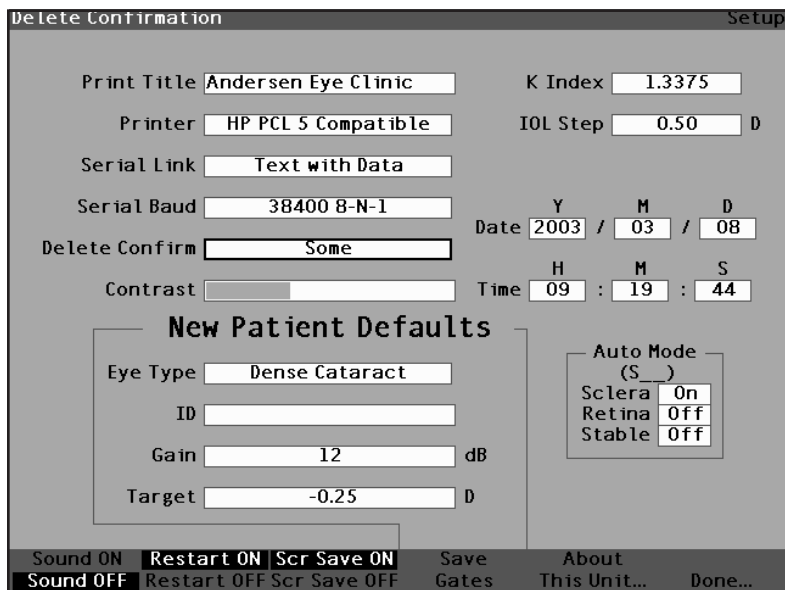 Delete Confirmation Setup
Print Title Andersen Eye Clinic K Index 1.3375
Printer HP PCL 5 Compatible IOL Step 0.50 D
Serial Link Text with Data
Serial Baud 38400 8-N-1 Y M D
Date 2003 / 03 / 08
Delete Confirm Some
H M S
Contrast Time 09 : 19 : 44
New Patient Defaults
Auto Mode
Eye Type Dense Cataract (S__)
Sclera On
ID Retina Off
Stable Off
Gain 12 dB
Target -0.25 D
Sound ON Restart ON Scr Save ON Save About
Sound OFF Restart OFF Scr Save OFF Gates This Unit... Done...